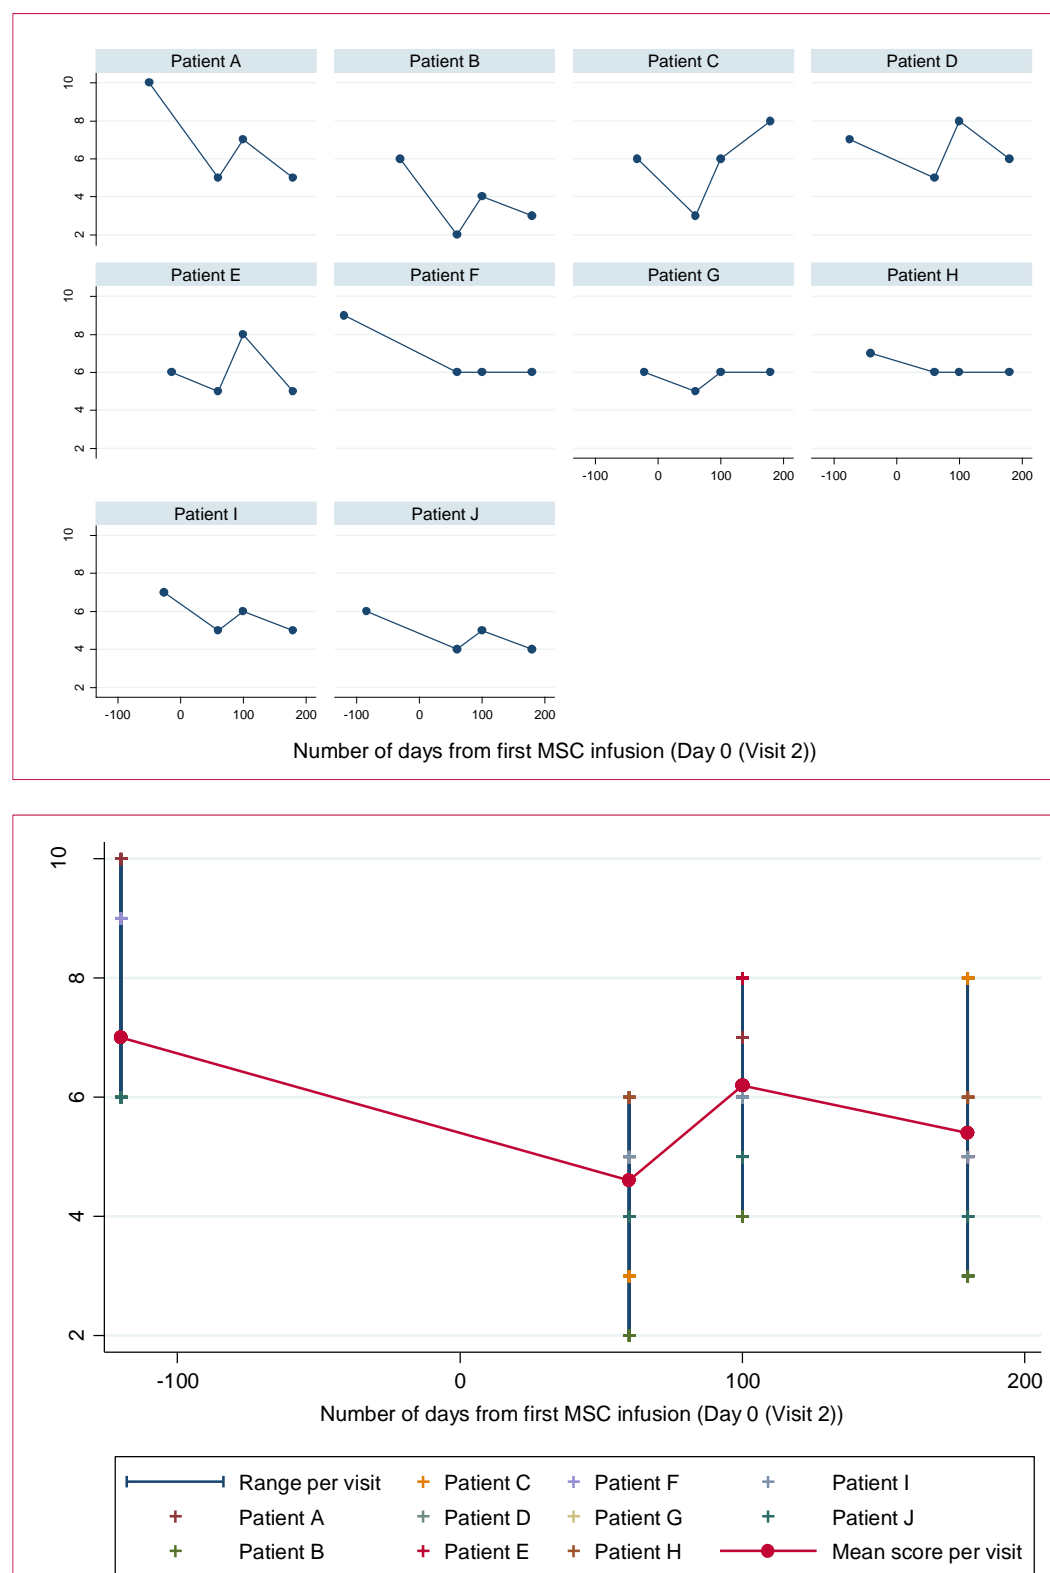 Patient A Patient B Patient C Patient D
10
8
6
4
2
Patient E Patient F Patient G Patient H
10
8
6
4
2
-100 0 100 200 -100 0 100 200
Patient I Patient J
10
8
6
4
2
-100 0 100 200 -100 0 100 200
Number of days from first MSC infusion (Day 0 (Visit 2))
10
8
6
4
2
-100 0 100 200
Number of days from first MSC infusion (Day 0 (Visit 2))
Range per visit Patient C Patient F Patient I
Patient A Patient D Patient G Patient J
Patient B Patient E Patient H Mean score per visit